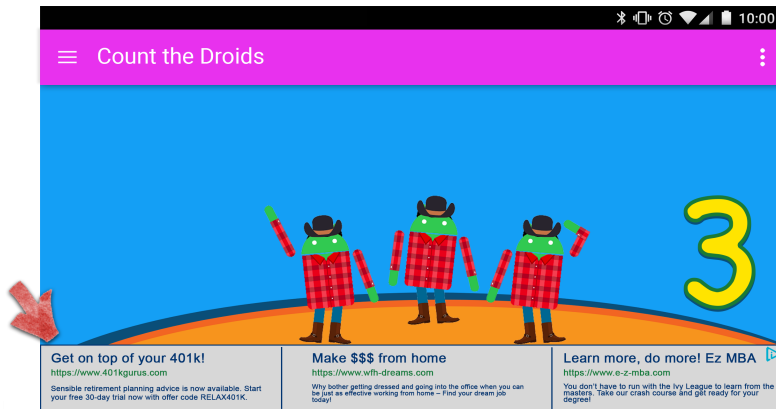 10:00
Count the Droids
3
Get on top of your 401k!
https://www.401kgurus.com
Sensible retirement planning advice is now available. Start
your free 30-day trial now with offer code RELAX401K.
Make $$$ from home
https://www.wfh-dreams.com
Why bother getting dressed and going into the office when you can
be just as effective working from home – Find your dream job
today!
Learn more, do more! Ez MBA
https://www.e-z-mba.com
You don't have to run with the Ivy League to learn from the
masters. Take our crash course and get ready for your
degree!